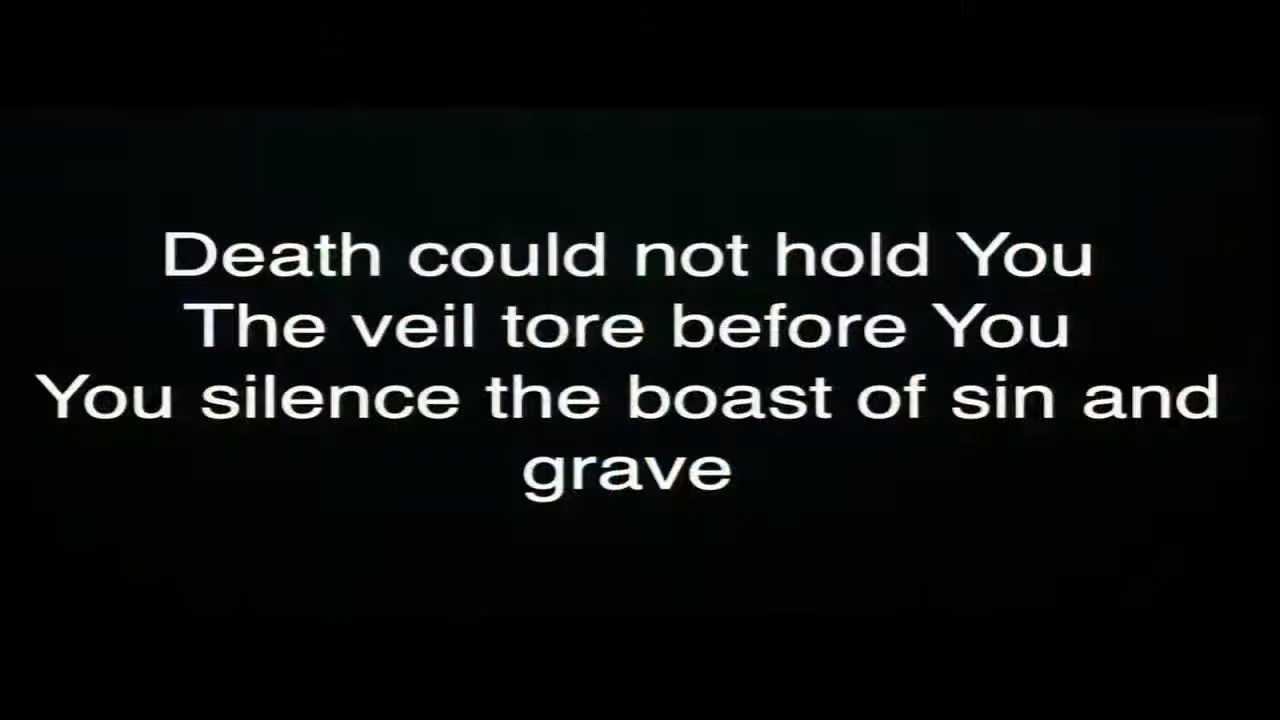 Death could not hold You
The veil tore before You
You silence the boast of sin and
grave